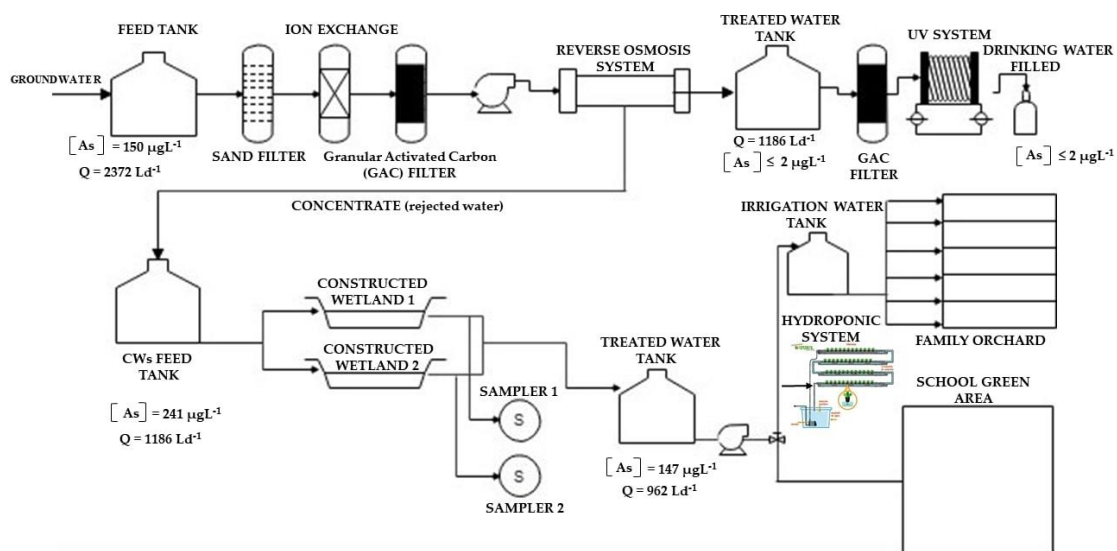 FEED TANK
ION EXCHANGE
REVERSE OSMOSIS
SYSTEM
TREATED WATER
TANK
UV SYSTEM
DRINKING WATER
FILLED
GROUNDWATER
[As] = 150 µgL⁻¹
Q = 2372 Ld⁻¹
SAND FILTER
Granular Activated Carbon
(GAC) FILTER
Q = 1186 Ld⁻¹
[As] ≤ 2 µgL⁻¹
GAC
FILTER
[As] ≤ 2 µgL⁻¹
CONCENTRATE (rejected water)
IRRIGATION WATER
TANK
CONSTRUCTED
WETLAND 1
CONSTRUCTED
WETLAND 2
CWs FEED
TANK
[As] = 241 µgL⁻¹
Q = 1186 Ld⁻¹
SAMPLER 1
S
S
SAMPLER 2
TREATED WATER
TANK
[As] = 147 µgL⁻¹
Q = 962 Ld⁻¹
HYDROPONIC
SYSTEM
FAMILY ORCHARD
SCHOOL GREEN
AREA